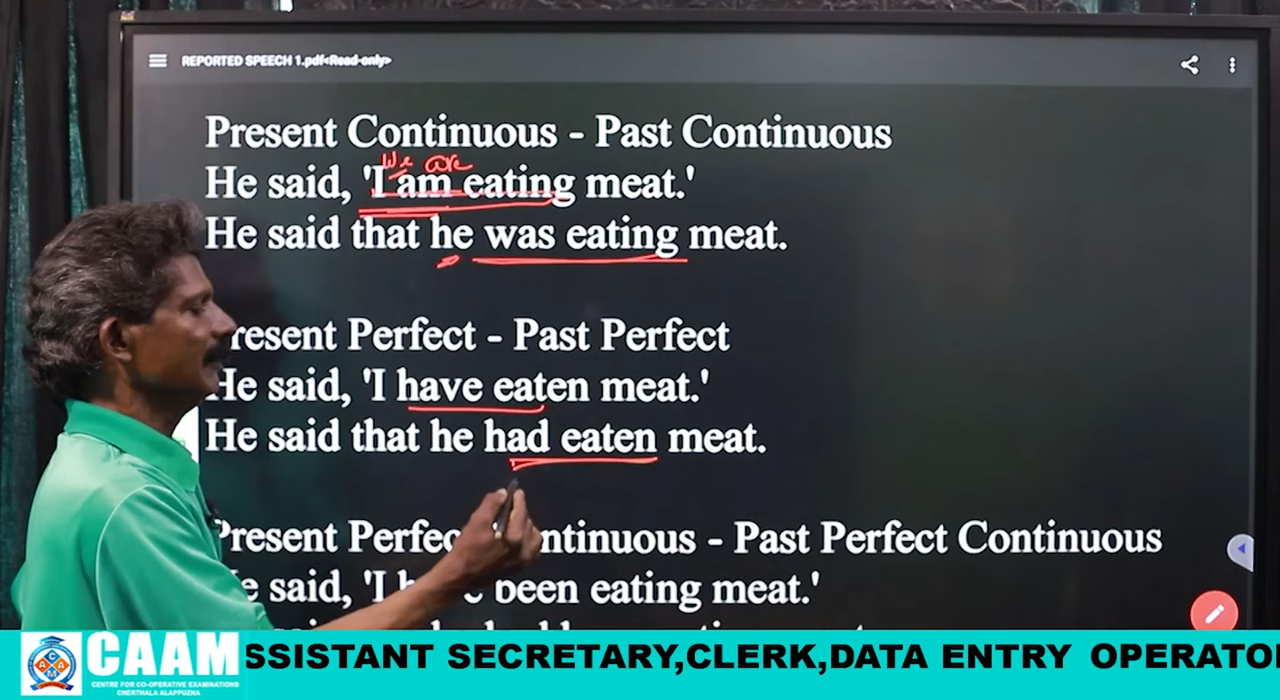 REPORTED SPEECH 1.pdf<Read-only>
Present Continuous - Past Continuous
We are
He said, 'I am eating meat.'
He said that he was eating meat.
resent Perfect - Past Perfect
He said, 'I have eaten meat.'
He said that he had eaten meat.
Present Perfec ntinuous - Past Perfect Continuous
said, 'I been eating meat.'
CAAM
CENTRE FOR CO-OPERATIVE EXAMINATIONS
CHERTHALA ALAPPUZHA
SSISTANT SECRETARY,CLERK,DATA ENTRY OPERATO